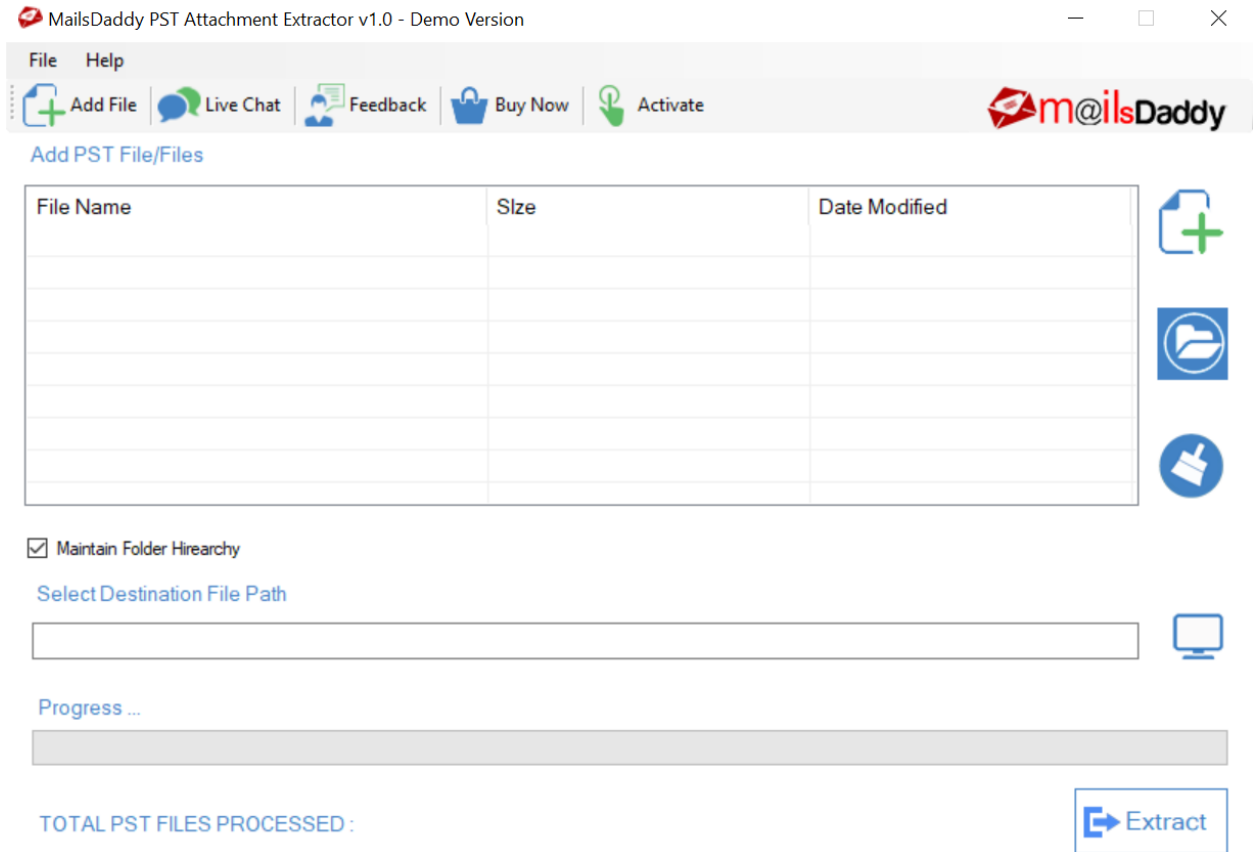 MailsDaddy PST Attachment Extractor v1.0 - Demo Version
File Help
Add File Live Chat Feedback Buy Now Activate m@ilsDaddy
Add PST File/Files
File Name SIze Date Modified
Maintain Folder Hirearchy
Select Destination File Path
Progress ...
TOTAL PST FILES PROCESSED :
Extract